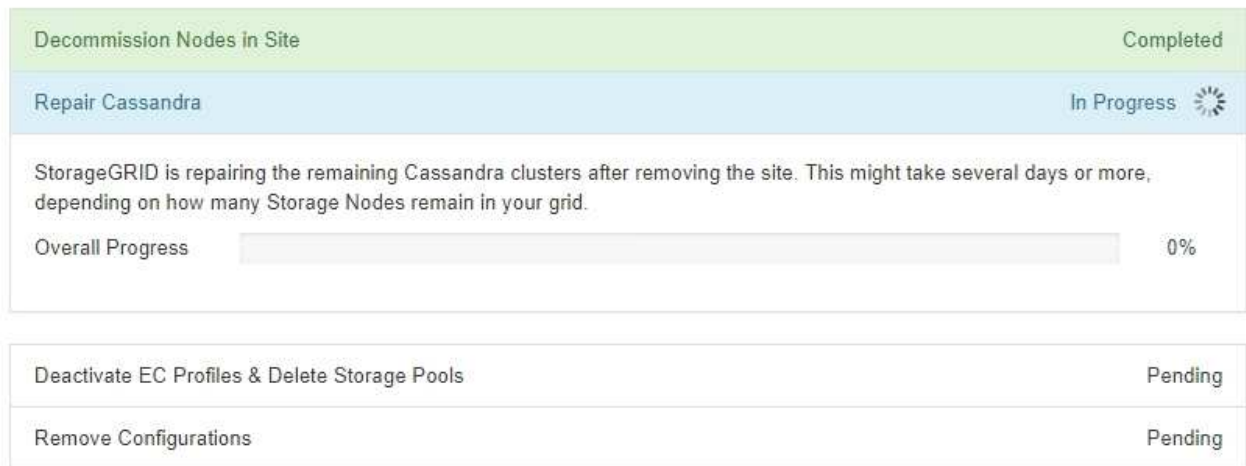 Decommission Nodes in Site Completed
Repair Cassandra In Progress
StorageGRID is repairing the remaining Cassandra clusters after removing the site. This might take several days or more,
depending on how many Storage Nodes remain in your grid.
Overall Progress 0%
Deactivate EC Profiles & Delete Storage Pools Pending
Remove Configurations Pending